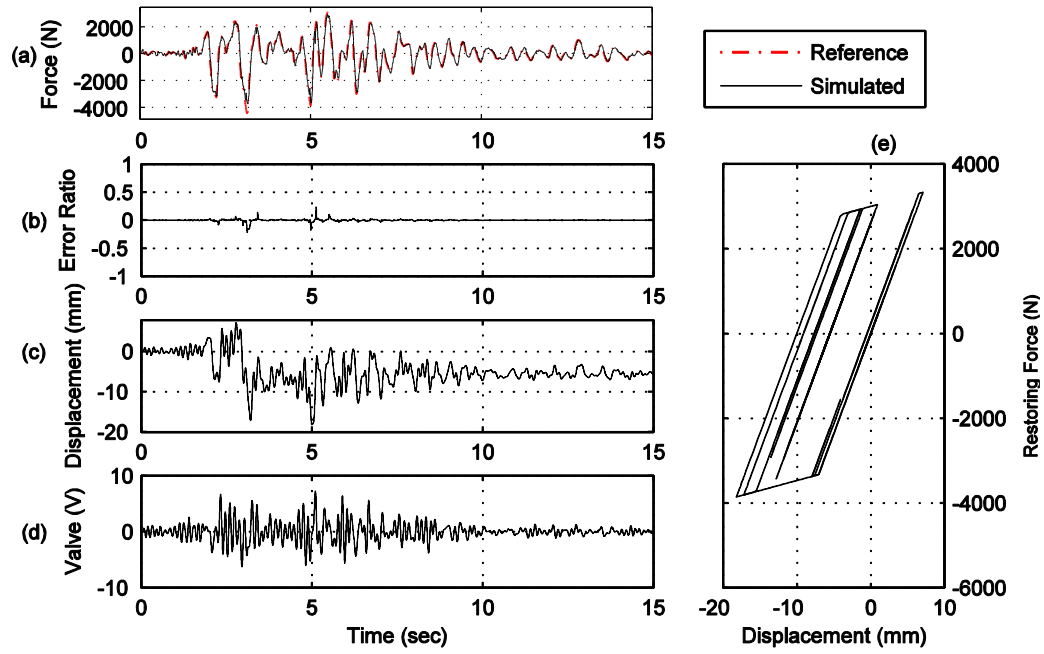 (a)
Force (N)
2000
0
-2000
-4000
0 5 10 15
Reference
Simulated
(b)
Error Ratio
1
0.5
0
-0.5
-1
0 5 10 15
(c)
Displacement (mm)
0
-10
-20
0 5 10 15
(d)
Valve (V)
10
0
-10
0 5 10 15
Time (sec)
(e)
4000
2000
0
-2000
-4000
-6000
Restoring Force (N)
-20 -10 0 10
Displacement (mm)